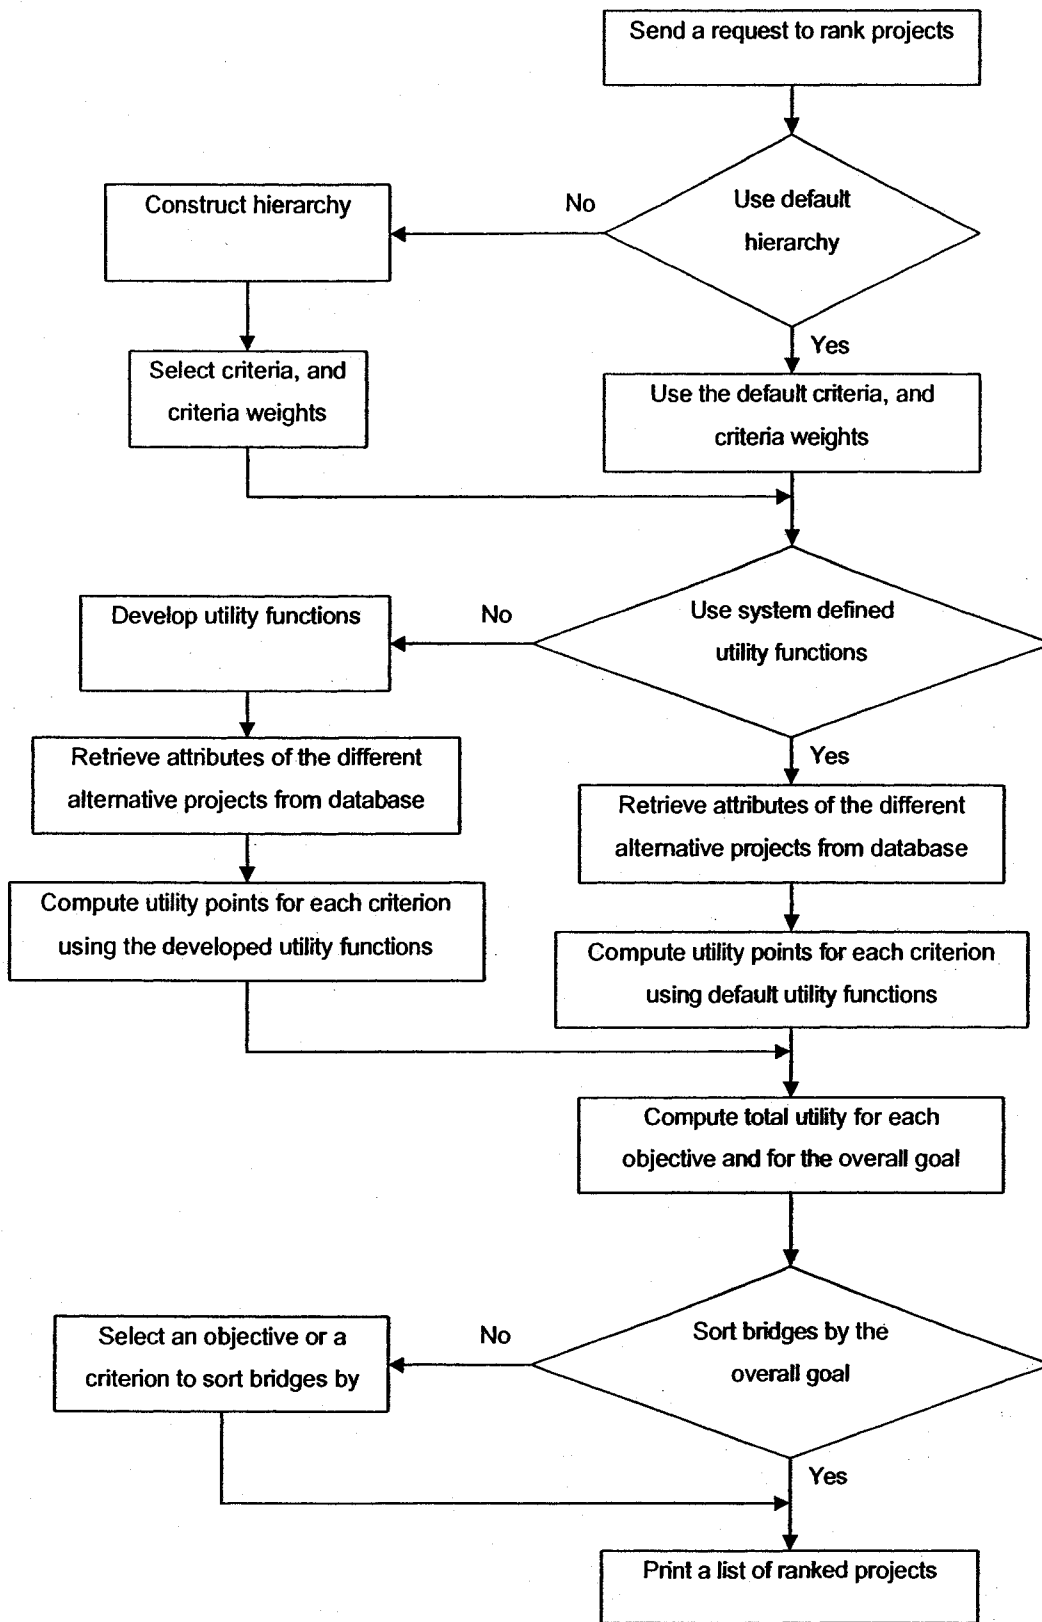 Send a request to rank projects
Use default
hierarchy
No
Construct hierarchy
Yes
Select criteria, and
criteria weights
Use the default criteria, and
criteria weights
Use system defined
utility functions
No
Develop utility functions
Yes
Retrieve attributes of the different
alternative projects from database
Retrieve attributes of the different
alternative projects from database
Compute utility points for each criterion
using the developed utility functions
Compute utility points for each criterion
using default utility functions
Compute total utility for each
objective and for the overall goal
Sort bridges by the
overall goal
No
Select an objective or a
criterion to sort bridges by
Yes
Print a list of ranked projects